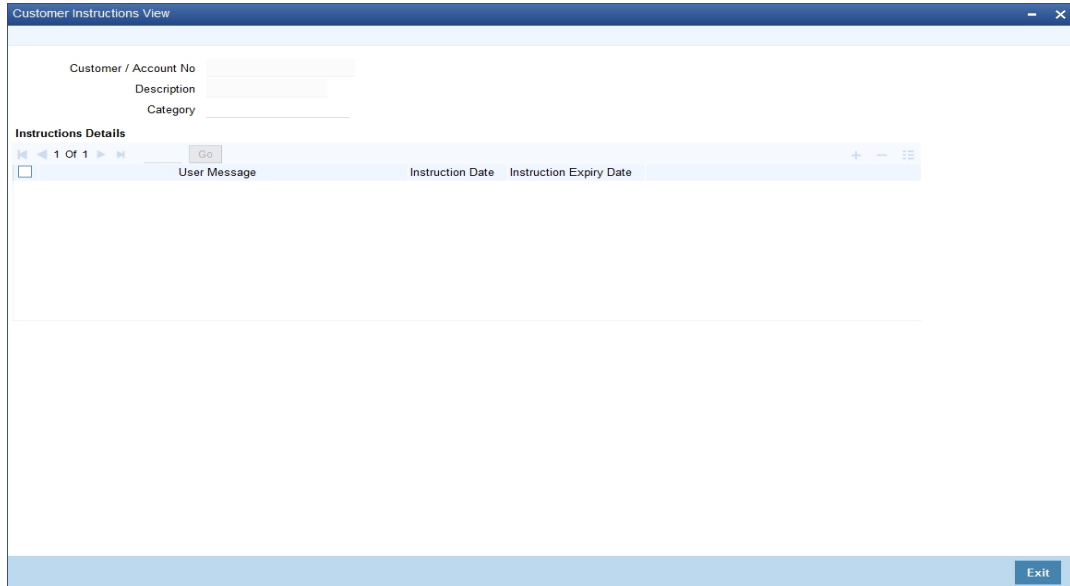 Customer Instructions View
Customer / Account No
Description
Category
Instructions Details
1 Of 1 Go
User Message Instruction Date Instruction Expiry Date
Exit